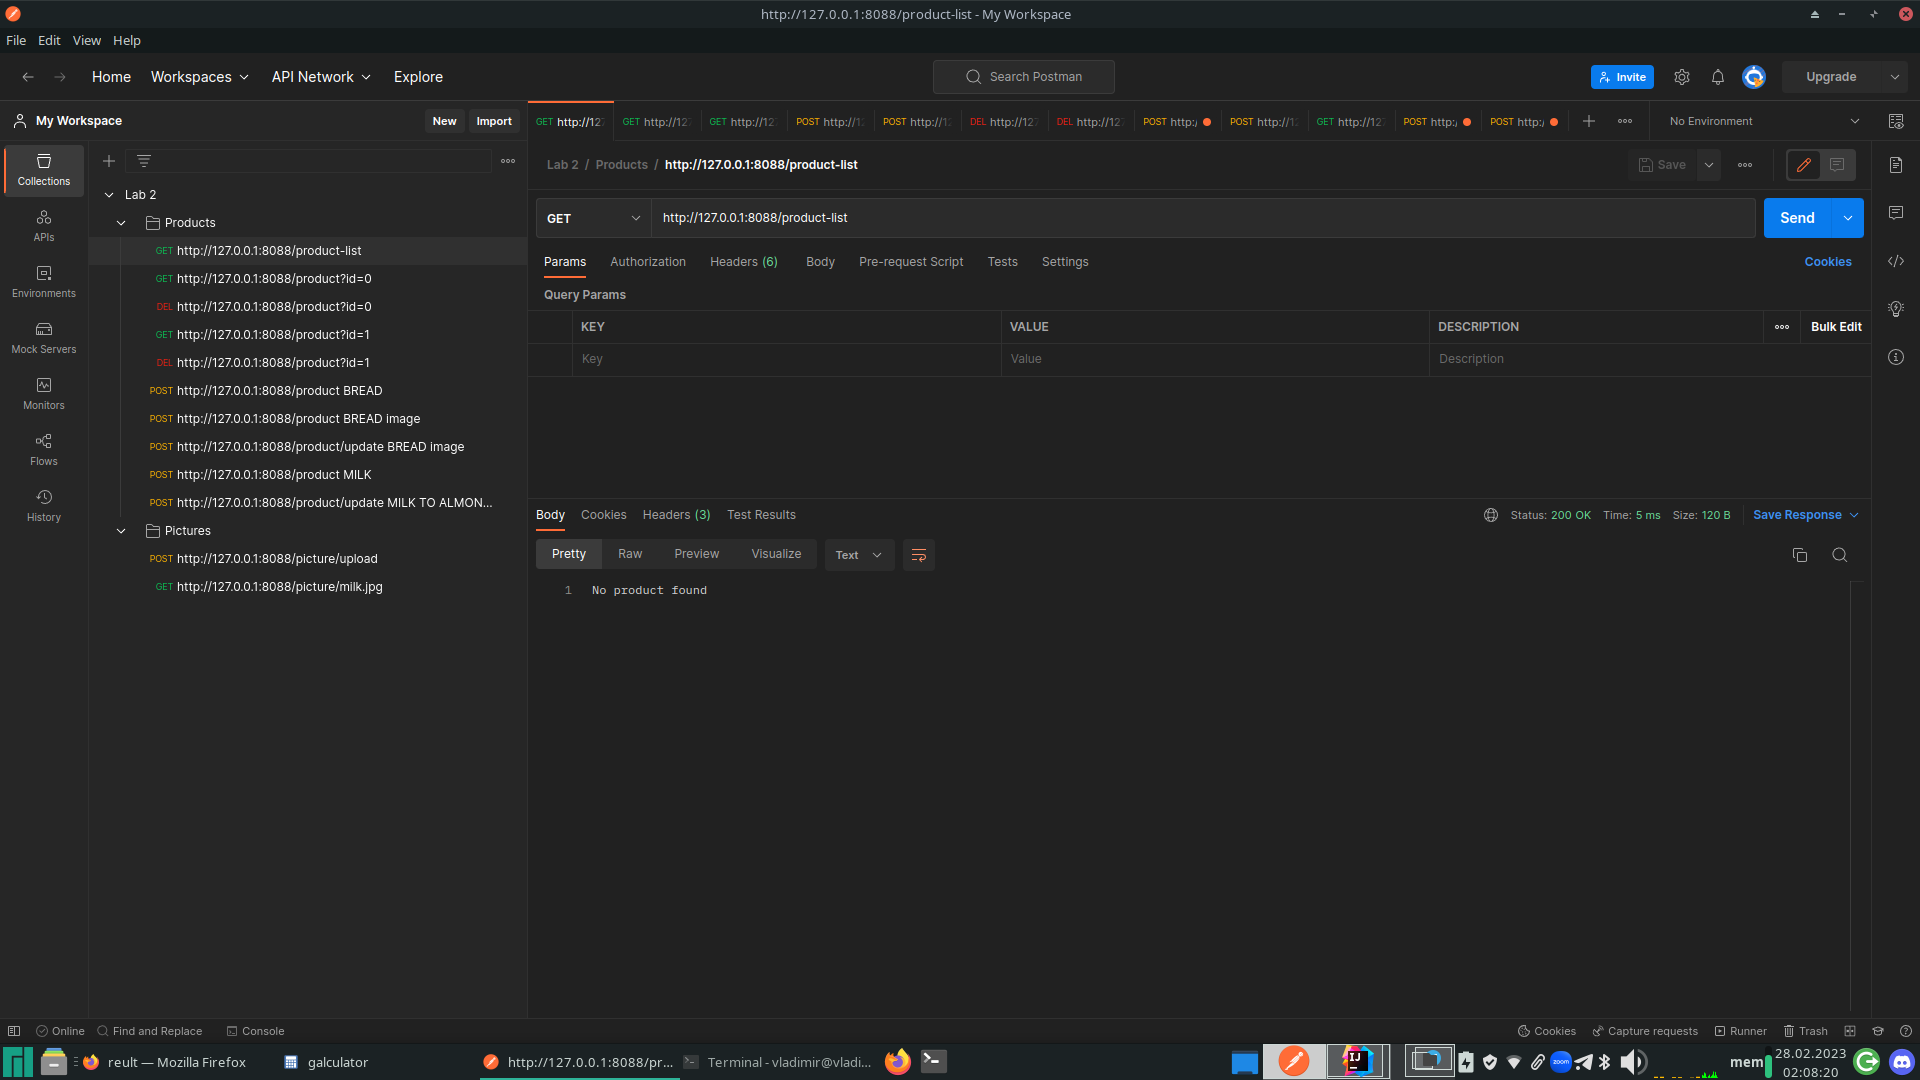 http://127.0.0.1:8088/product-list - My Workspace
File Edit View Help
Home Workspaces API Network Explore
Search Postman
Invite
Upgrade
My Workspace
New Import
GET http://12 GET http://12 GET http://12 POST http://1 POST http://1 DEL http://12 DEL http://12 POST http:/ POST http://1 GET http://12 POST http:/ POST http:/
No Environment
Collections
APIs
Environments
Mock Servers
Monitors
Flows
History
Lab 2
Products
GET http://127.0.0.1:8088/product-list
GET http://127.0.0.1:8088/product?id=0
DEL http://127.0.0.1:8088/product?id=0
GET http://127.0.0.1:8088/product?id=1
DEL http://127.0.0.1:8088/product?id=1
POST http://127.0.0.1:8088/product BREAD
POST http://127.0.0.1:8088/product BREAD image
POST http://127.0.0.1:8088/product/update BREAD image
POST http://127.0.0.1:8088/product MILK
POST http://127.0.0.1:8088/product/update MILK TO ALMON...
Pictures
POST http://127.0.0.1:8088/picture/upload
GET http://127.0.0.1:8088/picture/milk.jpg
Lab 2 / Products / http://127.0.0.1:8088/product-list
Save
GET http://127.0.0.1:8088/product-list
Send
Params Authorization Headers (6) Body Pre-request Script Tests Settings
Cookies
Query Params
KEY VALUE DESCRIPTION
Bulk Edit
Key Value Description
Body Cookies Headers (3) Test Results
Status: 200 OK Time: 5 ms Size: 120 B Save Response
Pretty Raw Preview Visualize Text
1 No product found
Online Find and Replace Console
Cookies Capture requests Runner Trash
reult — Mozilla Firefox
galculator
http://127.0.0.1:8088/pr...
Terminal - vladimir@vladi...
IJ
zoom
mem
28.02.2023
02:08:20